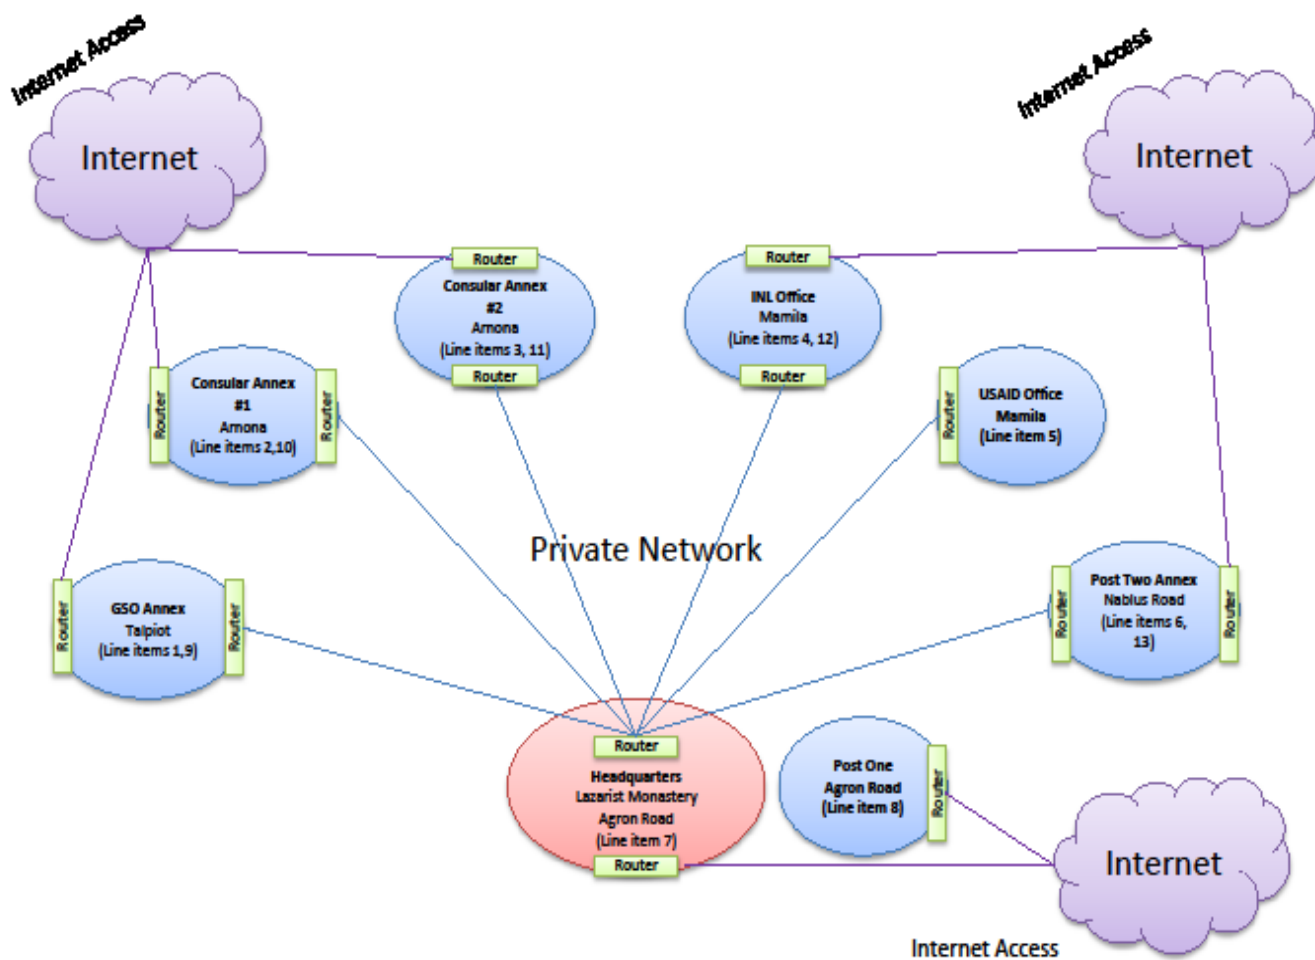 Internet Access
Internet
Internet Access
Internet
Router
Consular Annex
#2
Amona
(Line items 3, 11)
Router
Router
INL Office
Mamila
(Line items 4, 12)
Router
Router
Consular Annex
#1
Amona
(Line items 2,10)
Router
Router
USAID Office
Mamila
(Line item 5)
Private Network
Router
GSO Annex
Talpiot
(Line items 1,9)
Router
Router
Post Two Annex
Nablus Road
(Line items 6,
13)
Router
Router
Headquarters
Lazarist Monastery
Agron Road
(Line item 7)
Router
Post One
Agron Road
(Line item 8)
Router
Internet
Internet Access